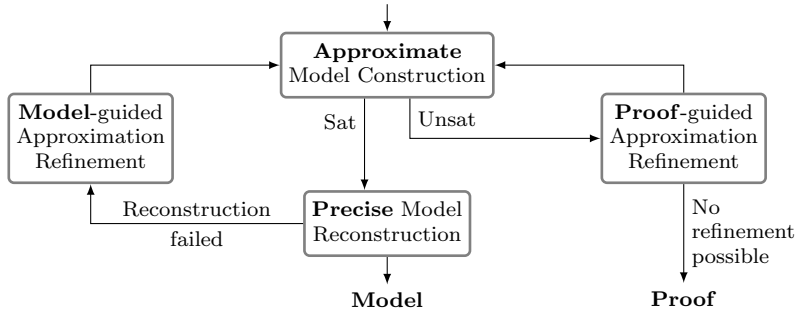 Approximate
Model Construction
Model-guided
Approximation
Refinement
Sat
Unsat
Proof-guided
Approximation
Refinement
Reconstruction
failed
Precise Model
Reconstruction
No
refinement
possible
Model
Proof